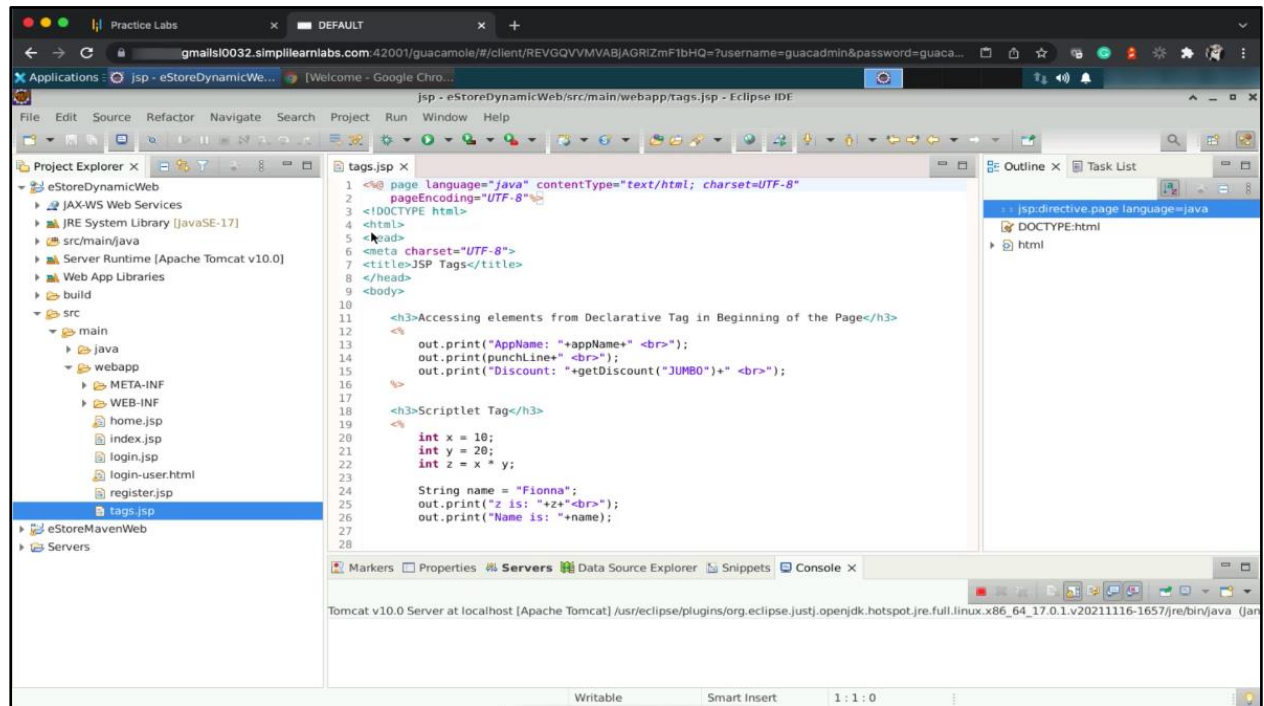 Practice Labs
DEFAULT
gmailsl0032.simplilearnlabs.com:42001/guacamole/#/client/REVGQVVMVABjAGRlZmF1bHQ=?username=guacadmin&password=guaca...
Applications jsp - eStoreDynamicWe... [Welcome - Google Chro...
jsp - eStoreDynamicWeb/src/main/webapp/tags.jsp - Eclipse IDE
File Edit Source Refactor Navigate Search Project Run Window Help
Project Explorer
eStoreDynamicWeb
JAX-WS Web Services
JRE System Library [JavaSE-17]
src/main/java
Server Runtime [Apache Tomcat v10.0]
Web App Libraries
build
src
main
java
webapp
META-INF
WEB-INF
home.jsp
index.jsp
login.jsp
login-user.html
register.jsp
tags.jsp
eStoreMavenWeb
Servers
tags.jsp
1 <%@ page language="java" contentType="text/html; charset=UTF-8"
2 pageEncoding="UTF-8"%>
3 <!DOCTYPE html>
4 <html>
5 <head>
6 <meta charset="UTF-8">
7 <title>JSP Tags</title>
8 </head>
9 <body>
10
11 <h3>Accessing elements from Declarative Tag in Beginning of the Page</h3>
12 <%
13 out.print("AppName: "+appName+" <br>");
14 out.print(punchLine+" <br>");
15 out.print("Discount: "+getDiscount("JUMBO")+" <br>");
16 %>
17
18 <h3>Scriptlet Tag</h3>
19 <%
20 int x = 10;
21 int y = 20;
22 int z = x * y;
23
24 String name = "Fionna";
25 out.print("z is: "+z+"<br>");
26 out.print("Name is: "+name);
27
28
Outline Task List
jsp:directive.page language=java
DOCTYPE:html
html
Markers Properties Servers Data Source Explorer Snippets Console
Tomcat v10.0 Server at localhost [Apache Tomcat] /usr/eclipse/plugins/org.eclipse.justj.openjdk.hotspot.jre.full.linux.x86_64_17.0.1.v20211116-1657/jre/bin/java (Jan
Writable Smart Insert 1:1:0